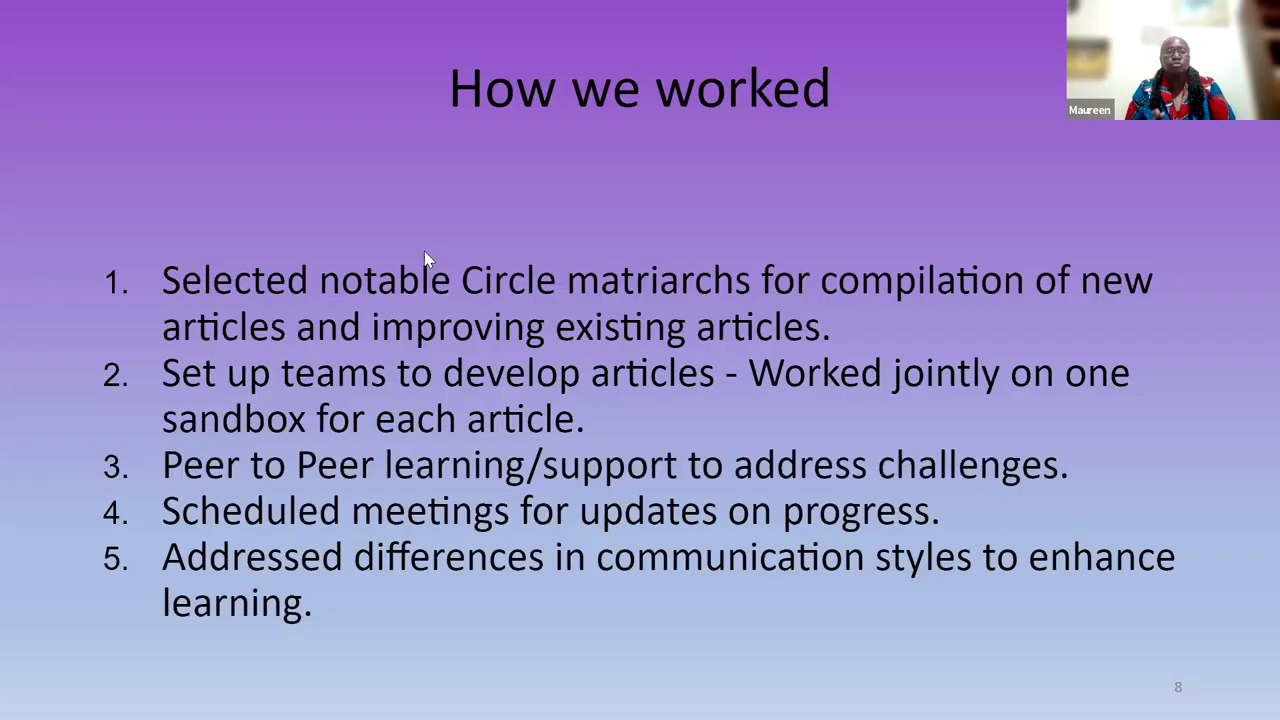 How we worked
Maureen
1. Selected notable Circle matriarchs for compilation of new
articles and improving existing articles.
2. Set up teams to develop articles - Worked jointly on one
sandbox for each article.
3. Peer to Peer learning/support to address challenges.
4. Scheduled meetings for updates on progress.
5. Addressed differences in communication styles to enhance
learning.
8